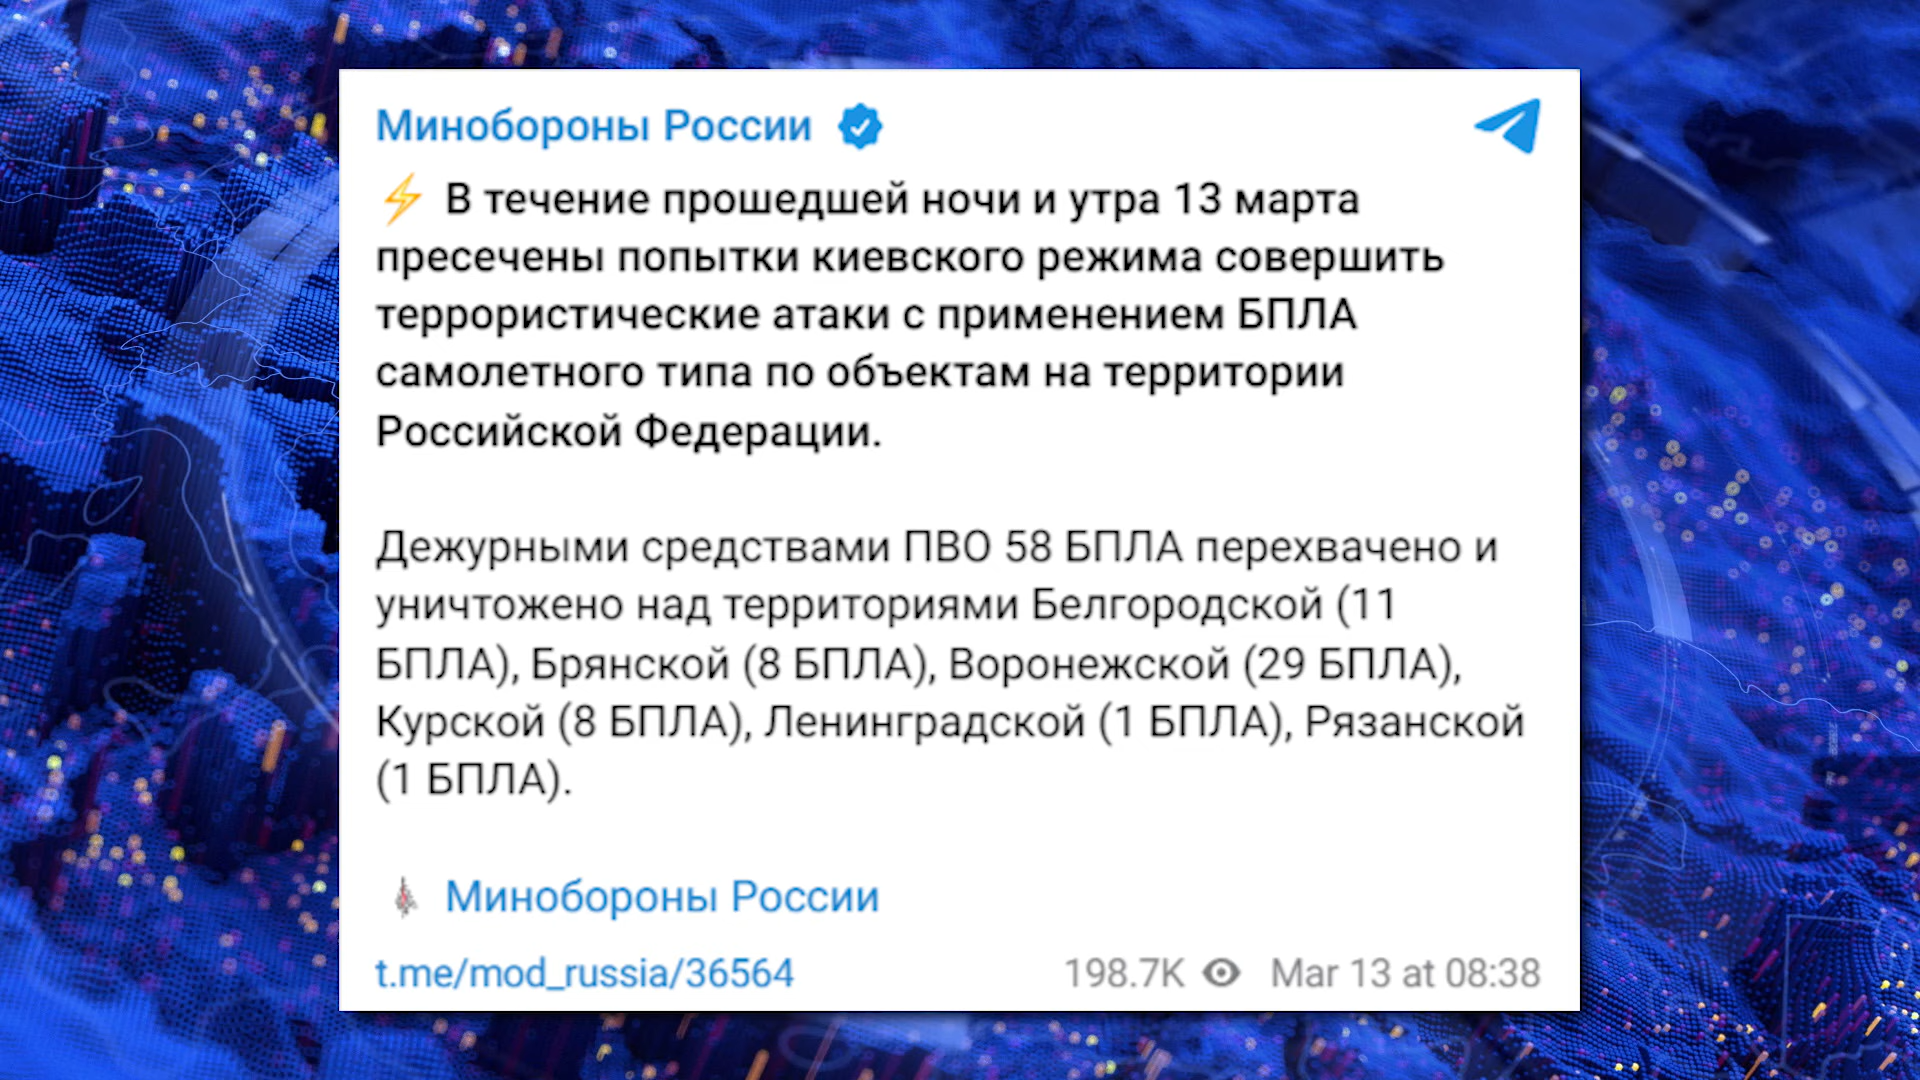 Минобороны России
⚡ В течение прошедшей ночи и утра 13 марта
пресечены попытки киевского режима совершить
террористические атаки с применением БПЛА
самолетного типа по объектам на территории
Российской Федерации.
Дежурными средствами ПВО 58 БПЛА перехвачено и
уничтожено над территориями Белгородской (11
БПЛА), Брянской (8 БПЛА), Воронежской (29 БПЛА),
Курской (8 БПЛА), Ленинградской (1 БПЛА), Рязанской
(1 БПЛА).
Минобороны России
t.me/mod_russia/36564 198.7K Mar 13 at 08:38